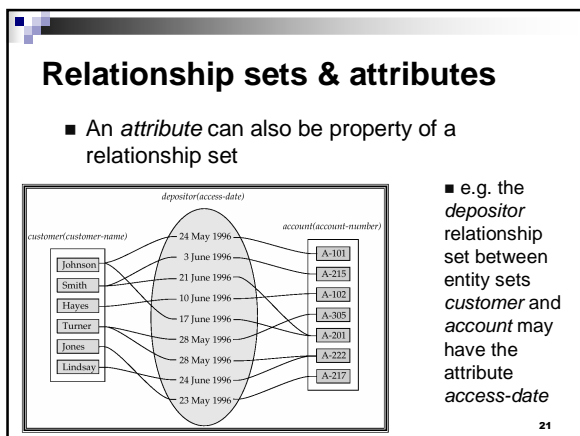 Relationship sets & attributes
■ An attribute can also be property of a
relationship set
depositor(access-date)
customer(customer-name)
account(account-number)
Johnson
Smith
Hayes
Turner
Jones
Lindsay
24 May 1996
3 June 1996
21 June 1996
10 June 1996
17 June 1996
28 May 1996
28 May 1996
24 June 1996
23 May 1996
A-101
A-215
A-102
A-305
A-201
A-222
A-217
■ e.g. the
depositor
relationship
set between
entity sets
customer and
account may
have the
attribute
access-date
21